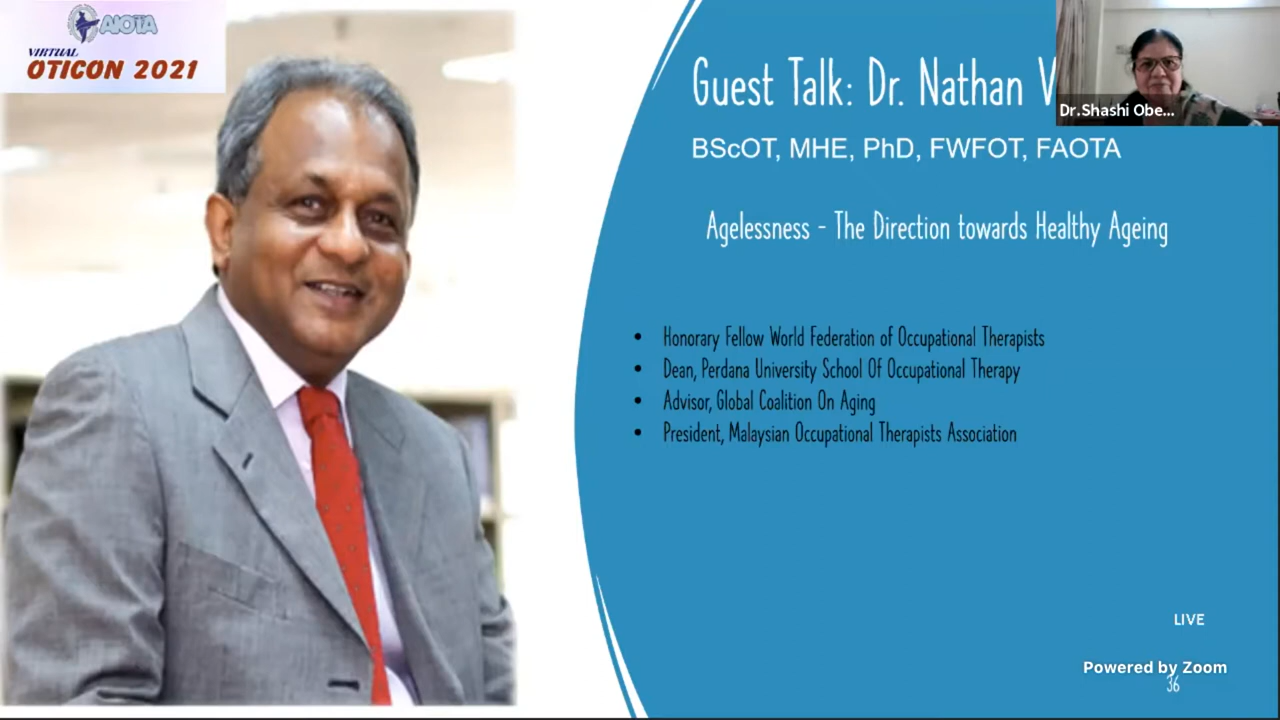 AIOTA
VIRTUAL
OTICON 2021
Guest Talk: Dr. Nathan V
Dr.Shashi Obe...
BScOT, MHE, PhD, FWFOT, FAOTA
Agelessness - The Direction towards Healthy Ageing
• Honorary Fellow World Federation of Occupational Therapists
• Dean, Perdana University School Of Occupational Therapy
• Advisor, Global Coalition On Aging
• President, Malaysian Occupational Therapists Association
LIVE
Powered by Zoom
36